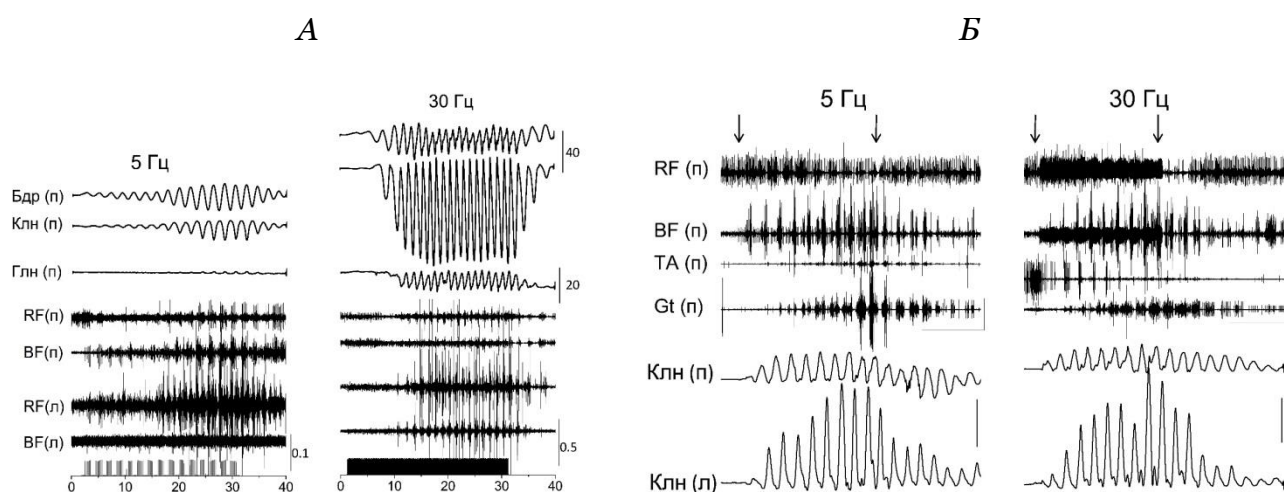 А
5 Гц
30 Гц
Бдр (п)
Клн (п)
Глн (п)
RF(п)
BF(п)
RF(л)
BF(л)
0.1
0 10 20 30 40
40
20
0.5
0 10 20 30 40
Б
5 Гц
30 Гц
RF (п)
BF (п)
TA (п)
Gt (п)
Клн (п)
Клн (л)